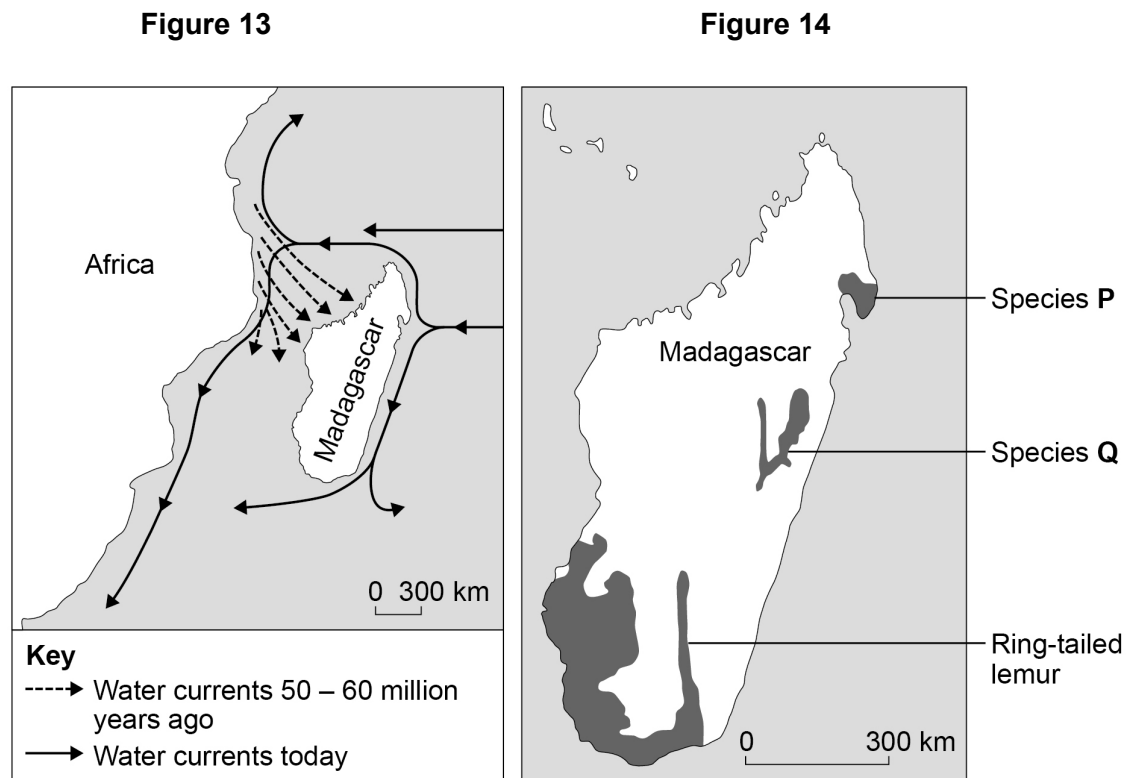 Figure 13
Figure 14
Africa
Madagascar
0 300 km
Key
Water currents 50 – 60 million
years ago
Water currents today
Madagascar
Species P
Species Q
Ring-tailed
lemur
0 300 km